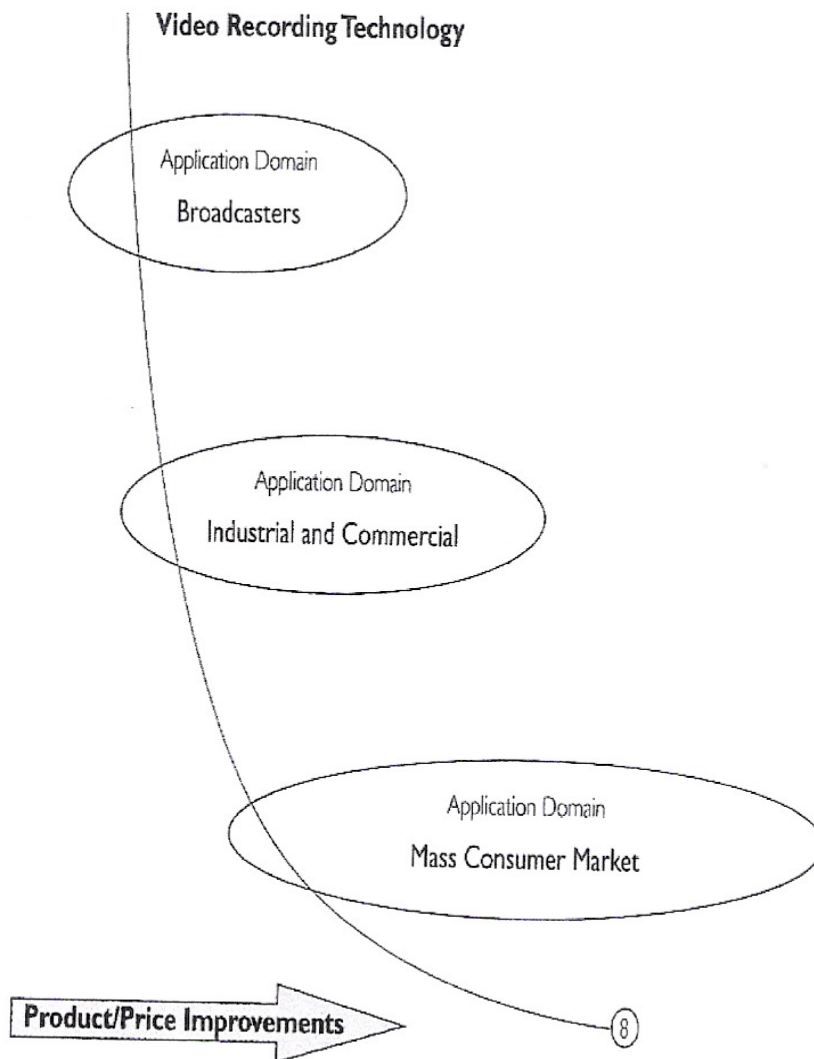 Video Recording Technology
Application Domain
Broadcasters
Application Domain
Industrial and Commercial
Application Domain
Mass Consumer Market
Product/Price Improvements
8